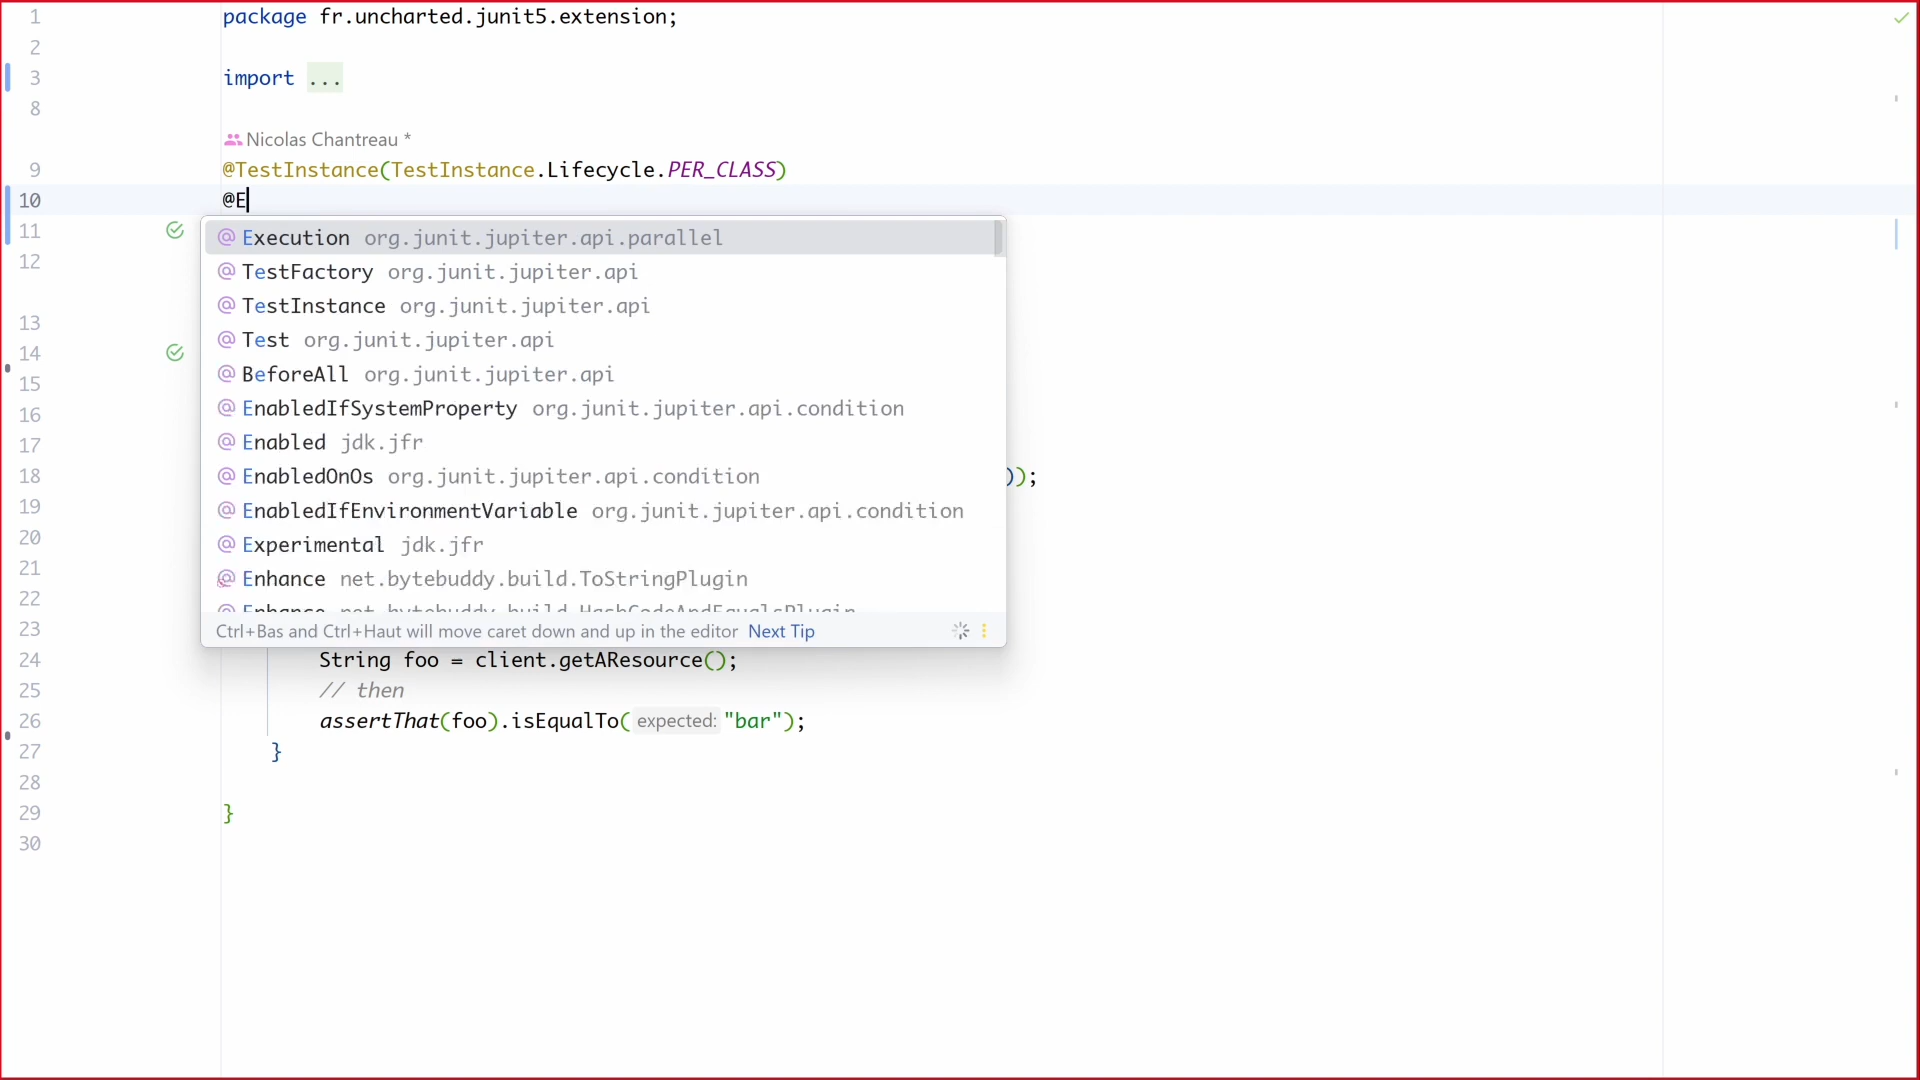 1 package fr.uncharted.junit5.extension;
2
3 import ...
8
Nicolas Chantreau *
9 @TestInstance(TestInstance.Lifecycle.PER_CLASS)
10 @E
11
12
13
14
15
16
17
18 ));
19
20
21
22
23
@ Execution org.junit.jupiter.api.parallel
@ TestFactory org.junit.jupiter.api
@ TestInstance org.junit.jupiter.api
@ Test org.junit.jupiter.api
@ BeforeAll org.junit.jupiter.api
@ EnabledIfSystemProperty org.junit.jupiter.api.condition
@ Enabled jdk.jfr
@ EnabledOnOs org.junit.jupiter.api.condition
@ EnabledIfEnvironmentVariable org.junit.jupiter.api.condition
@ Experimental jdk.jfr
@ Enhance net.bytebuddy.build.ToStringPlugin
@ Enhance net.bytebuddy.build.HashCodeAndEqualsPlugin
Ctrl+Bas and Ctrl+Haut will move caret down and up in the editor Next Tip
24 String foo = client.getAResource();
25 // then
26 assertThat(foo).isEqualTo( expected: "bar");
27 }
28
29 }
30